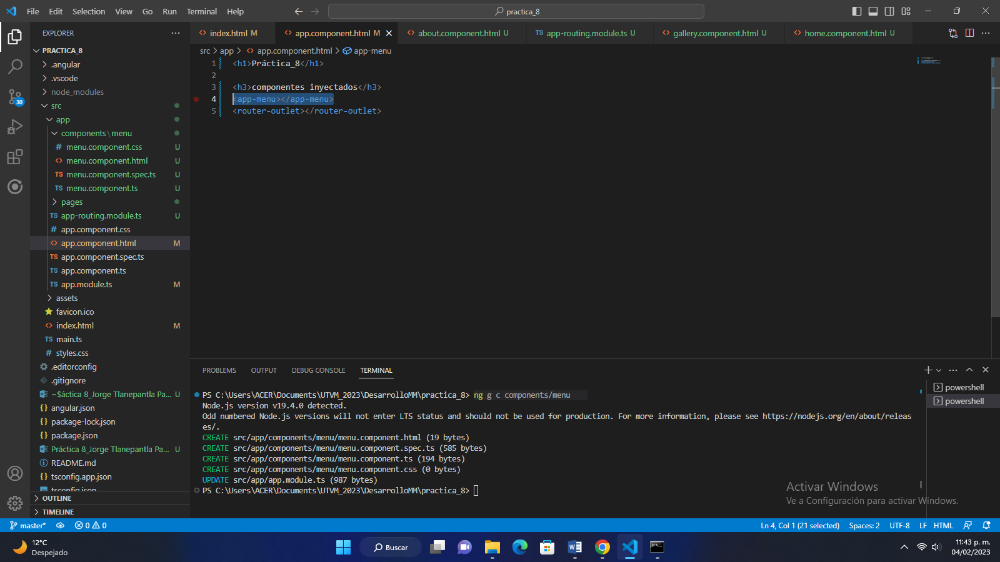 File Edit Selection View Go Run Terminal Help
practica_8
EXPLORER
PRACTICA_8
.angular
.vscode
node_modules
src
app
components\menu
menu.component.css U
menu.component.html U
menu.component.spec.ts U
menu.component.ts U
pages
app-routing.module.ts U
app.component.css
app.component.html M
app.component.spec.ts
app.component.ts
app.module.ts M
assets
favicon.ico
index.html M
main.ts
styles.css
.editorconfig
.gitignore
~$áctica 8_Jorge Tlanepantla Pa... U
angular.json
package-lock.json
package.json
Práctica 8_Jorge Tlanepantla Pa... U
README.md
tsconfig.app.json
tsconfig.json
OUTLINE
TIMELINE
30
index.html M
app.component.html M
about.component.html U
app-routing.module.ts U
gallery.component.html U
home.component.html U
src > app > app.component.html > app-menu
1 <h1>Práctica_8</h1>
2
3 <h3>componentes inyectados</h3>
4 <app-menu></app-menu>
5 <router-outlet></router-outlet>
PROBLEMS OUTPUT DEBUG CONSOLE TERMINAL
PS C:\Users\ACER\Documents\UTVM_2023\DesarrolloMM\practica_8> ng g c components/menu
Node.js version v19.4.0 detected.
Odd numbered Node.js versions will not enter LTS status and should not be used for production. For more information, please see https://nodejs.org/en/about/releas
es/.
CREATE src/app/components/menu/menu.component.html (19 bytes)
CREATE src/app/components/menu/menu.component.spec.ts (585 bytes)
CREATE src/app/components/menu/menu.component.ts (194 bytes)
CREATE src/app/components/menu/menu.component.css (0 bytes)
UPDATE src/app/app.module.ts (987 bytes)
PS C:\Users\ACER\Documents\UTVM_2023\DesarrolloMM\practica_8>
powershell
powershell
Activar Windows
Ve a Configuración para activar Windows.
master* 0 0
Ln 4, Col 1 (21 selected) Spaces: 2 UTF-8 LF HTML
12°C
Despejado
Buscar
11:43 p. m.
04/02/2023